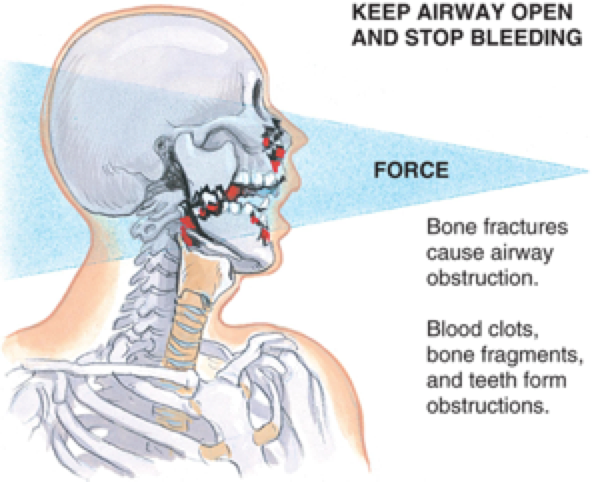 KEEP AIRWAY OPEN
AND STOP BLEEDING
FORCE
Bone fractures
cause airway
obstruction.
Blood clots,
bone fragments,
and teeth form
obstructions.